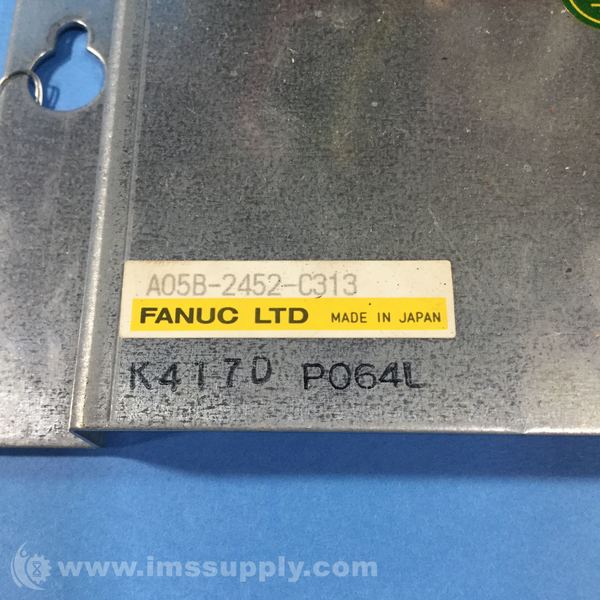 A05B-2452-C313
FANUC LTD MADE IN JAPAN
K417D P064L
www.imssupply.com